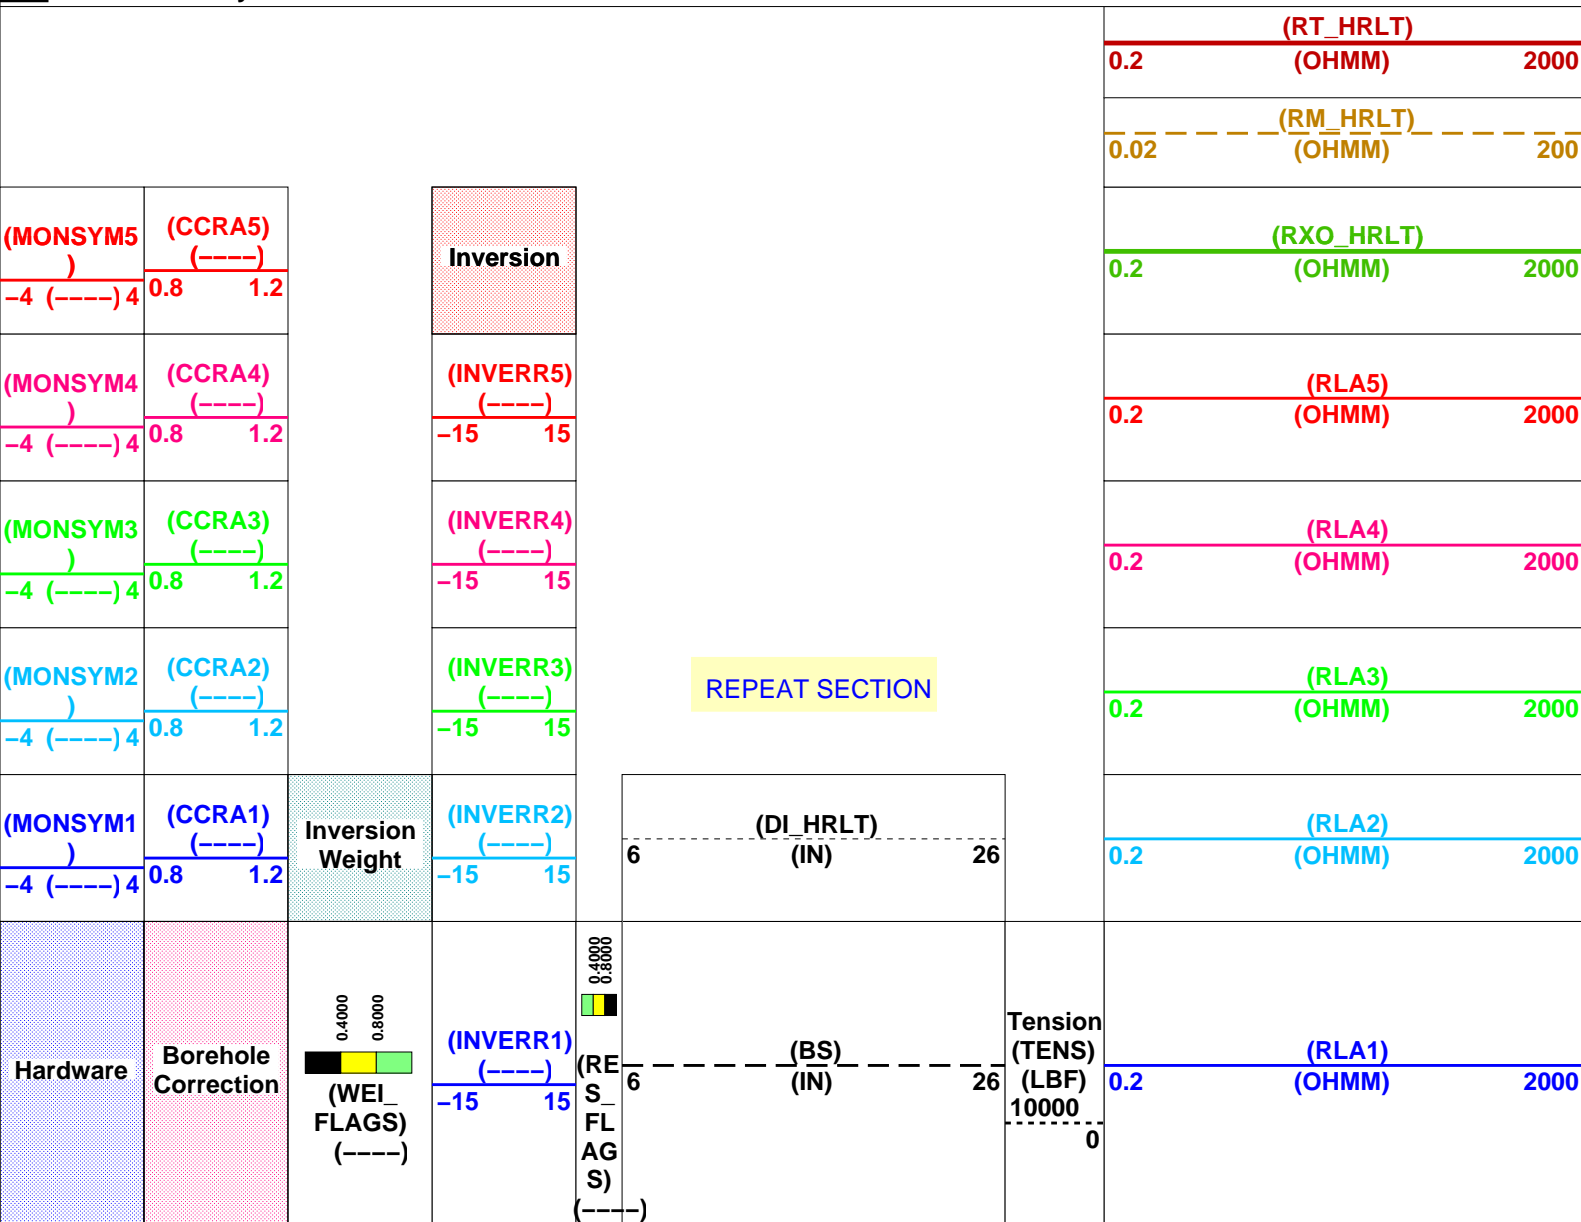 (RT_HRLT)
0.2 (OHMM) 2000
(RM_HRLT)
0.02 (OHMM) 200
(MONSYM5
)
−4 (−−−−) 4
(CCRA5)
(−−−−)
0.8 1.2
Inversion
(RXO_HRLT)
0.2 (OHMM) 2000
(MONSYM4
)
−4 (−−−−) 4
(CCRA4)
(−−−−)
0.8 1.2
(INVERR5)
(−−−−)
−15 15
(RLA5)
0.2 (OHMM) 2000
(MONSYM3
)
−4 (−−−−) 4
(CCRA3)
(−−−−)
0.8 1.2
(INVERR4)
(−−−−)
−15 15
(RLA4)
0.2 (OHMM) 2000
(MONSYM2
)
−4 (−−−−) 4
(CCRA2)
(−−−−)
0.8 1.2
(INVERR3)
(−−−−)
−15 15
REPEAT SECTION
(RLA3)
0.2 (OHMM) 2000
(MONSYM1
)
−4 (−−−−) 4
(CCRA1)
(−−−−)
0.8 1.2
Inversion
Weight
(INVERR2)
(−−−−)
−15 15
(DI_HRLT)
6 (IN) 26
(RLA2)
0.2 (OHMM) 2000
Hardware
Borehole
Correction
0.4000
0.8000
(WEI_
FLAGS)
(−−−−)
(INVERR1)
(−−−−)
−15 15
0.4000
0.8000
(RE
S_
FL
AG
S)
(−−−−)
(BS)
6 (IN) 26
Tension
(TENS)
(LBF)
10000
0
(RLA1)
0.2 (OHMM) 2000